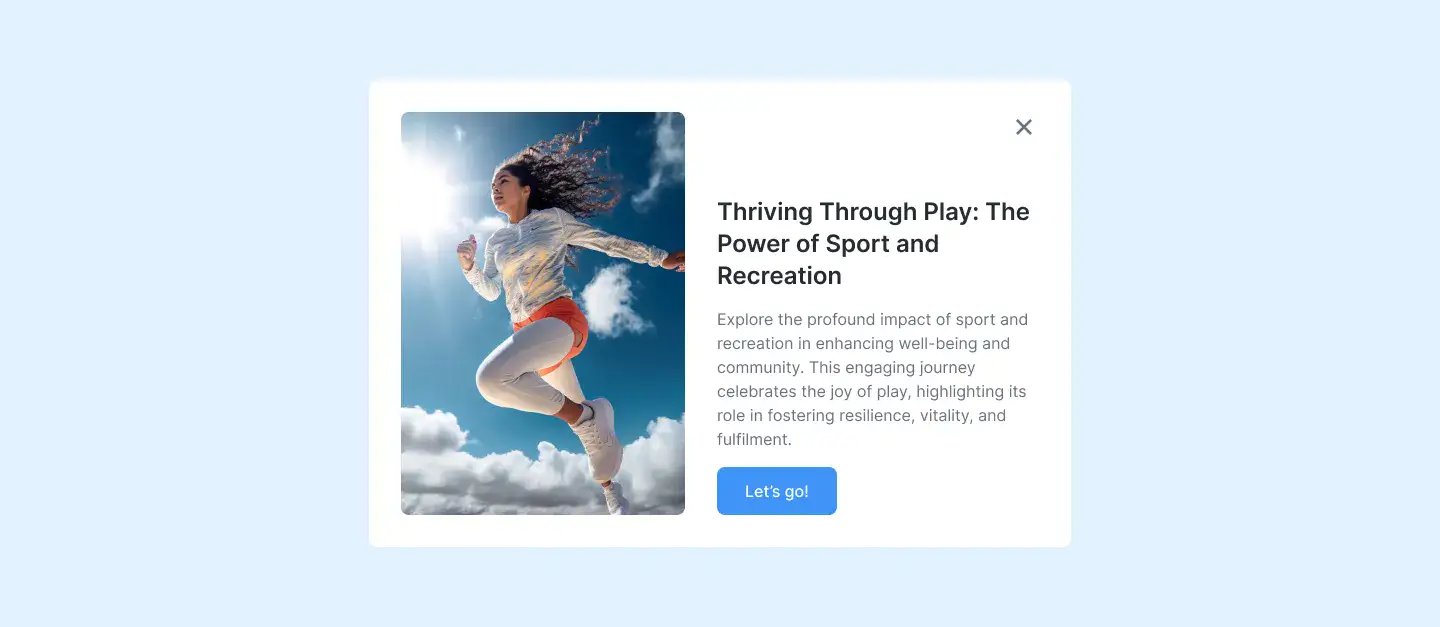 Thriving Through Play: The
Power of Sport and
Recreation
Explore the profound impact of sport and
recreation in enhancing well-being and
community. This engaging journey
celebrates the joy of play, highlighting its
role in fostering resilience, vitality, and
fulfilment.
Let’s go!